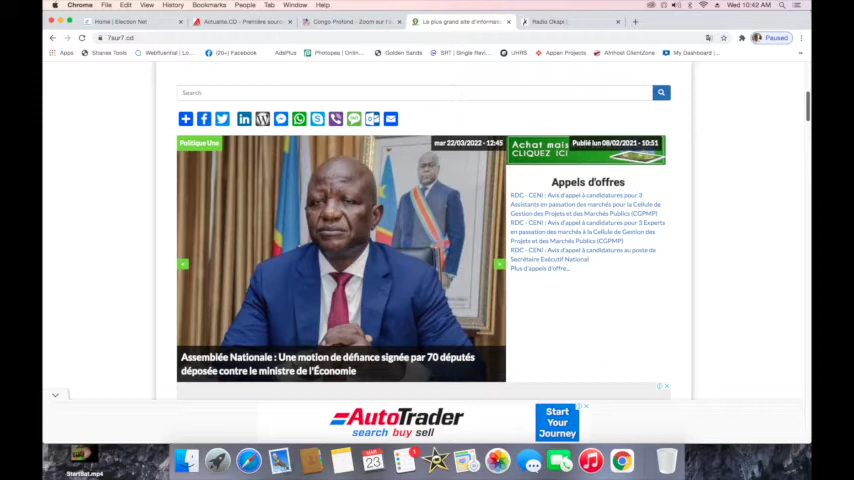 Chrome File Edit View History Bookmarks People Tab Window Help Wed 10:42 AM
Home | Election Net Actualite.CD - Première sourc Congo Profond - Zoom sur l'a Le plus grand site d'informatio Radio Okapi |
7sur7.cd Paused
Apps Shanes Tools Webfluential | Lo... (20+) Facebook AdsPlus Photopea | Onlin... Golden Sands SRT | Single Revi... UHRS Appen Projects Afrihost ClientZone My Dashboard |...
Search
Politique Une mar 22/03/2022 - 12:45 Publié lun 08/02/2021 - 10:51
Achat mais
CLIQUEZ ICI
Appels d'offres
RDC - CENI : Avis d'appel à candidatures pour 3
Assistants en passation des marchés pour la Cellule de
Gestion des Projets et des Marchés Publics (CGPMP)
RDC - CENI : Avis d'appel à candidatures pour 3 Experts
en passation des marchés à la Cellule de Gestion des
Projets et des Marchés Publics (CGPMP)
RDC - CENI : Avis d'appel à candidatures au poste de
Secrétaire Exécutif National
Plus d'appels d'offre...
Assemblée Nationale : Une motion de défiance signée par 70 députés
déposée contre le ministre de l'Économie
AutoTrader
search buy sell
Start
Your
Journey
MAR
23
1
StartSat.mp4